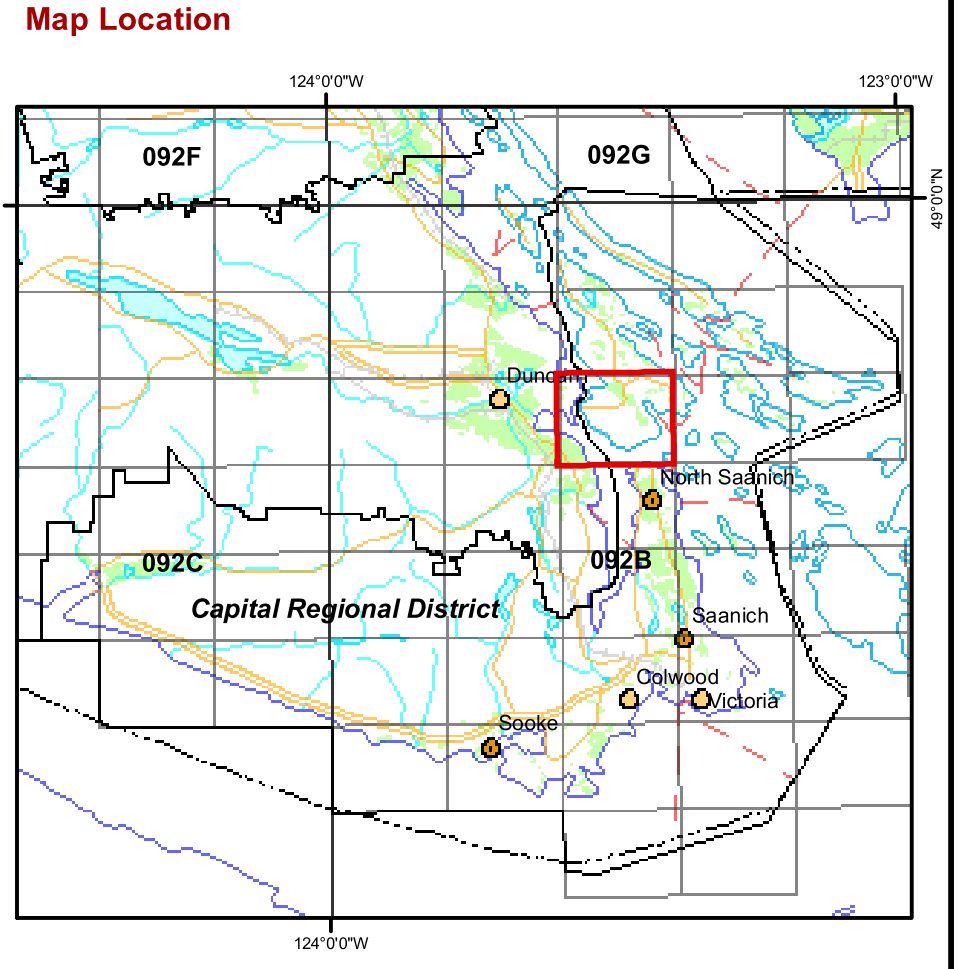 Map Location
124°0'0"W
123°0'0"W
092F
092G
49°0'0"N
Duncan
North Saanich
092C
092B
Capital Regional District
Saanich
Colwood
Victoria
Sooke
124°0'0"W